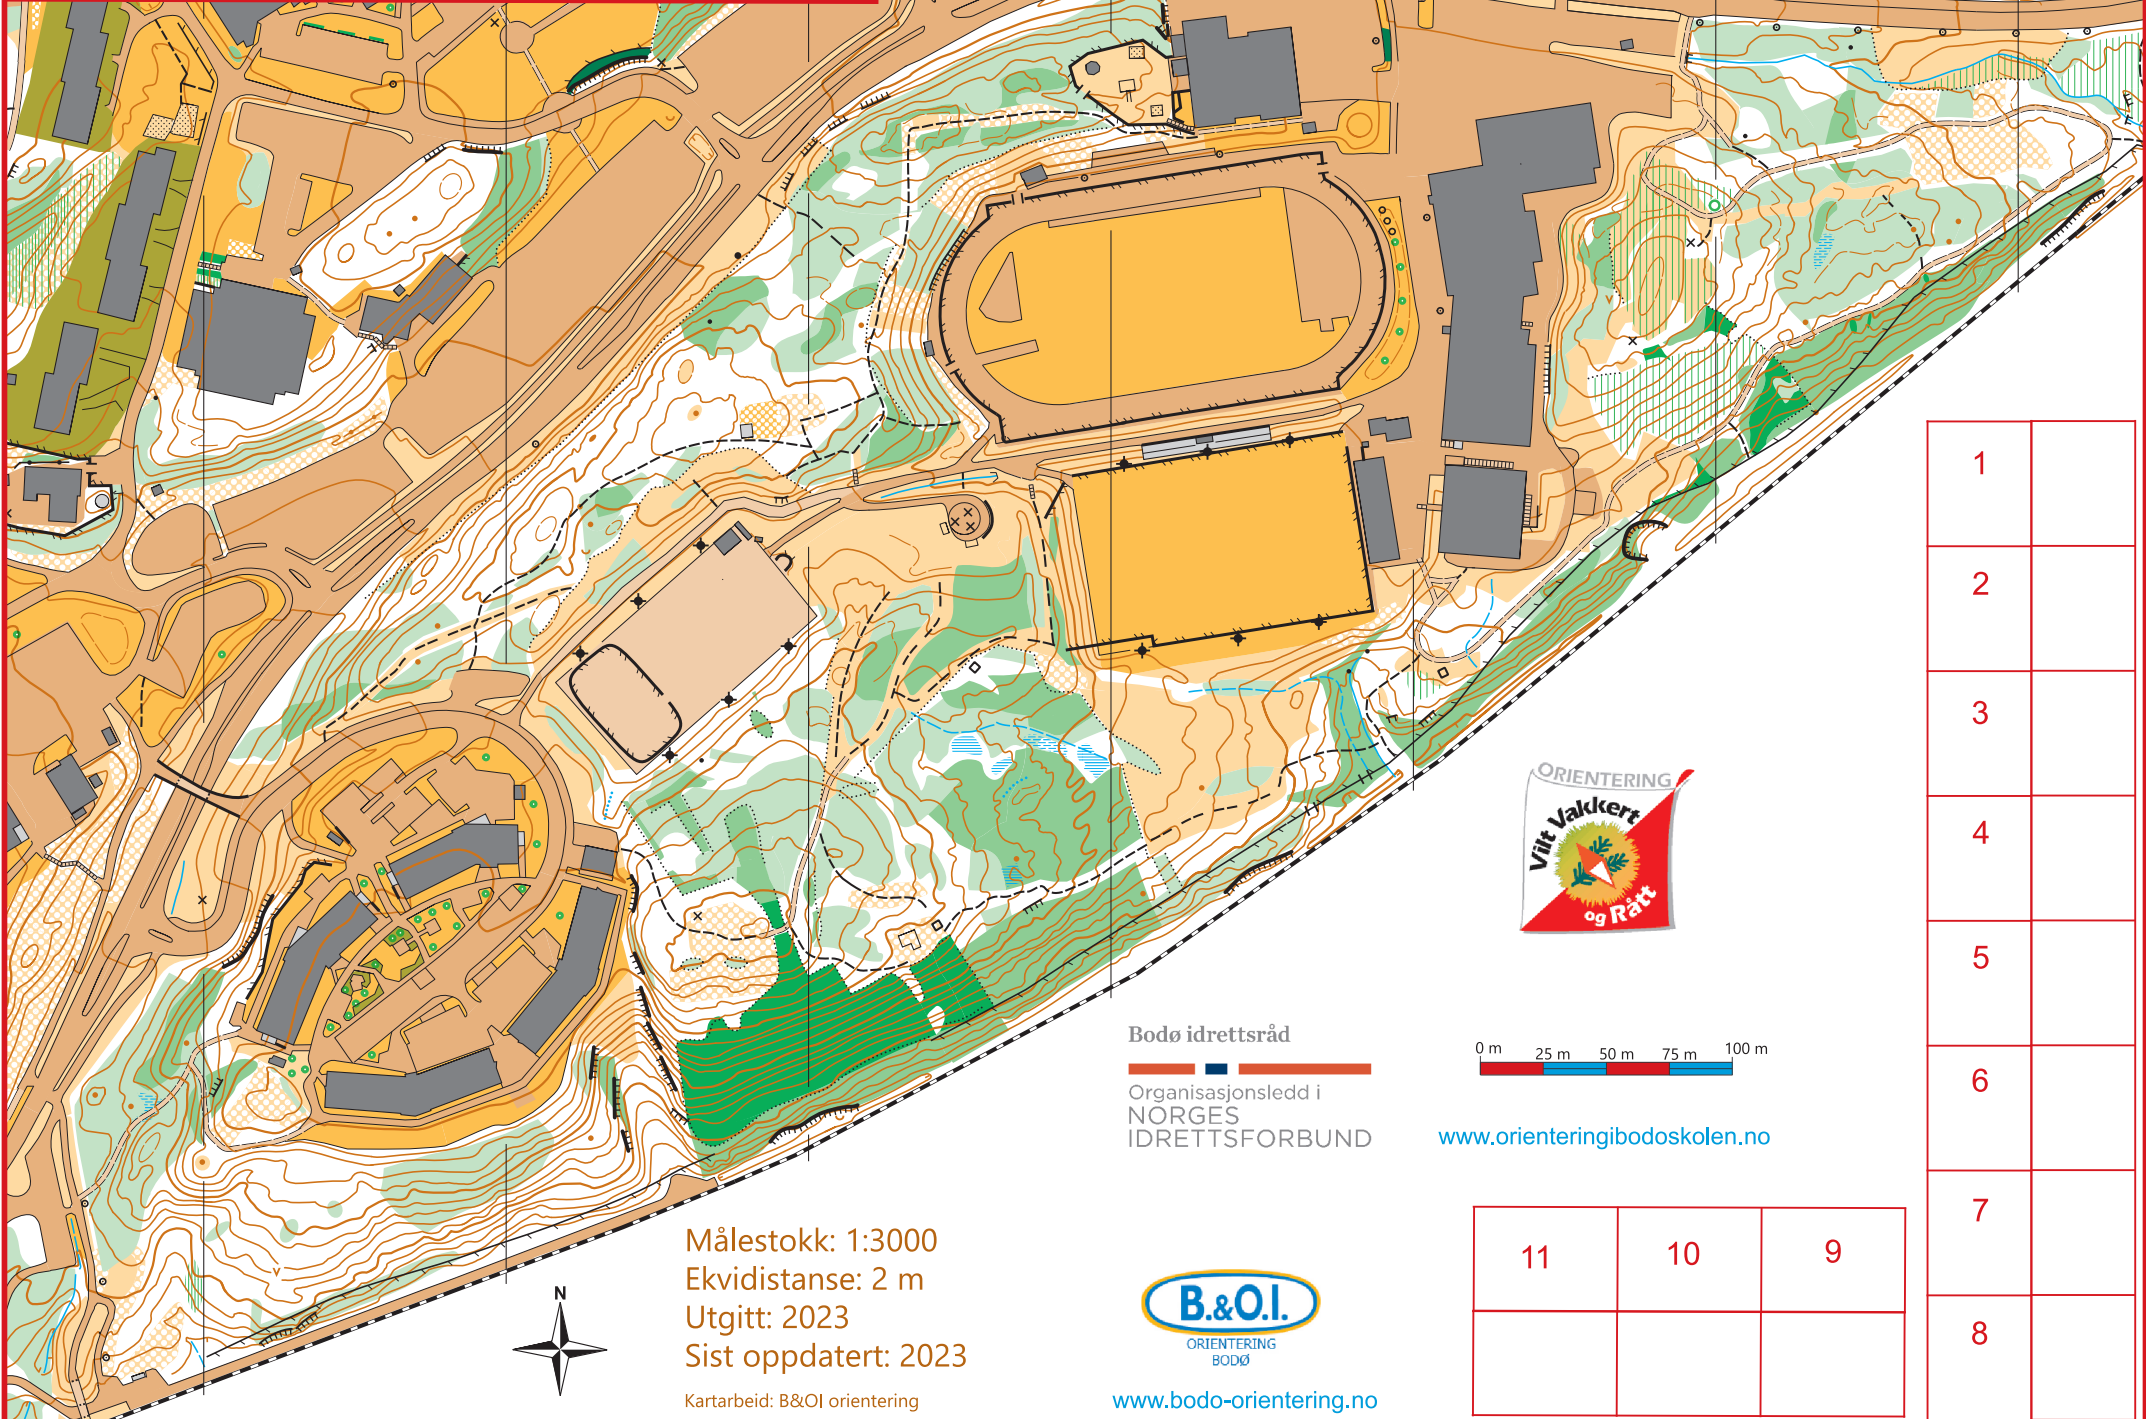 1
2
3
4
5
6
7
8
11
10
9
ORIENTERING
Vilt Vakkert
og Rått
Bodø idrettsråd
Organisasjonsledd i
NORGES
IDRETTSFORBUND
0 m 25 m 50 m 75 m 100 m
www.orienteringibodoskolen.no
N
Målestokk: 1:3000
Ekvidistanse: 2 m
Utgitt: 2023
Sist oppdatert: 2023
Kartarbeid: B&OI orientering
B.&O.I.
ORIENTERING
BODØ
www.bodo-orientering.no